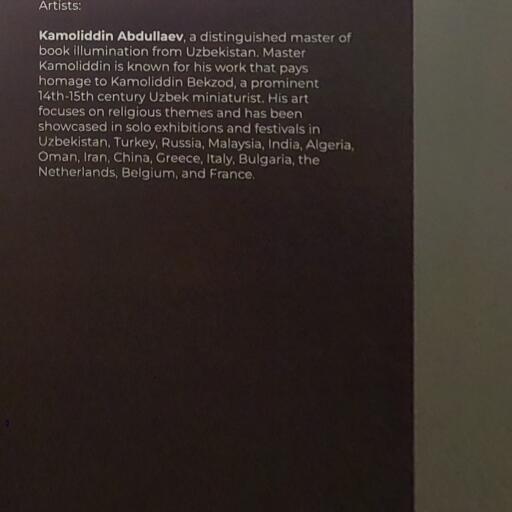 Artists:
Kamoliddin Abdullaev, a distinguished master of
book illumination from Uzbekistan. Master
Kamoliddin is known for his work that pays
homage to Kamoliddin Bekzod, a prominent
14th-15th century Uzbek miniaturist. His art
focuses on religious themes and has been
showcased in solo exhibitions and festivals in
Uzbekistan, Turkey, Russia, Malaysia, India, Algeria,
Oman, Iran, China, Greece, Italy, Bulgaria, the
Netherlands, Belgium, and France.